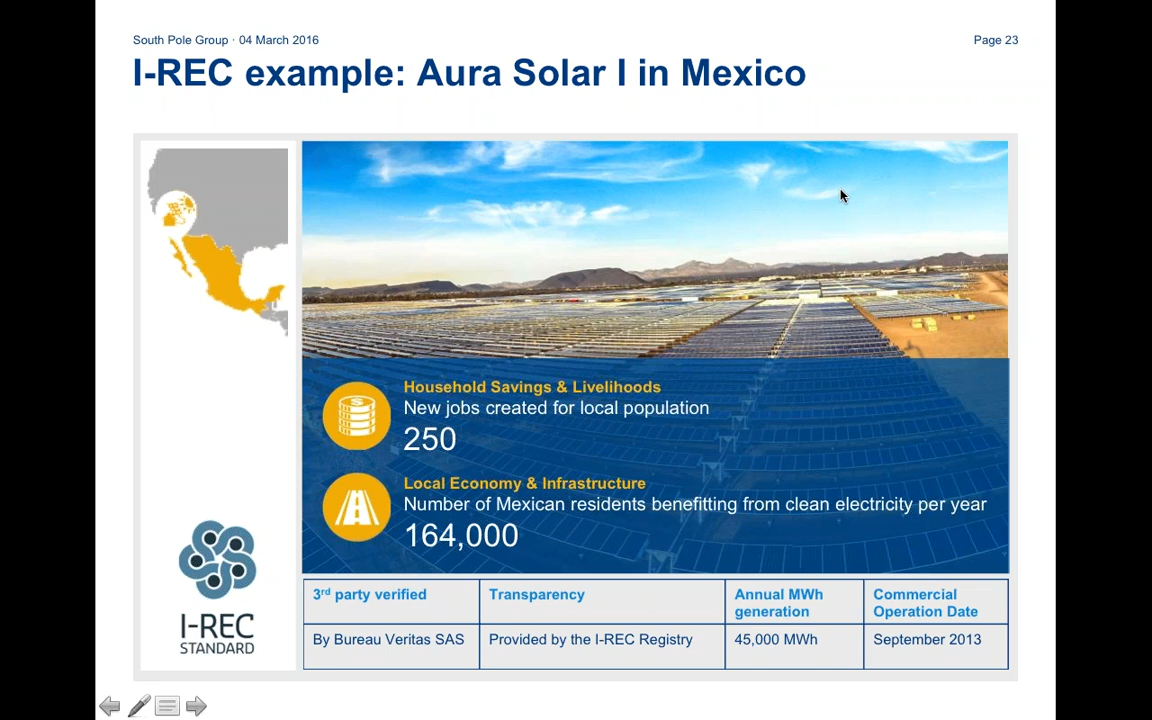 South Pole Group · 04 March 2016
Page 23
I-REC example: Aura Solar I in Mexico
Household Savings & Livelihoods
New jobs created for local population
250
Local Economy & Infrastructure
Number of Mexican residents benefitting from clean electricity per year
164,000
I-REC
STANDARD
3rd party verified
Transparency
Annual MWh
generation
Commercial
Operation Date
By Bureau Veritas SAS
Provided by the I-REC Registry
45,000 MWh
September 2013